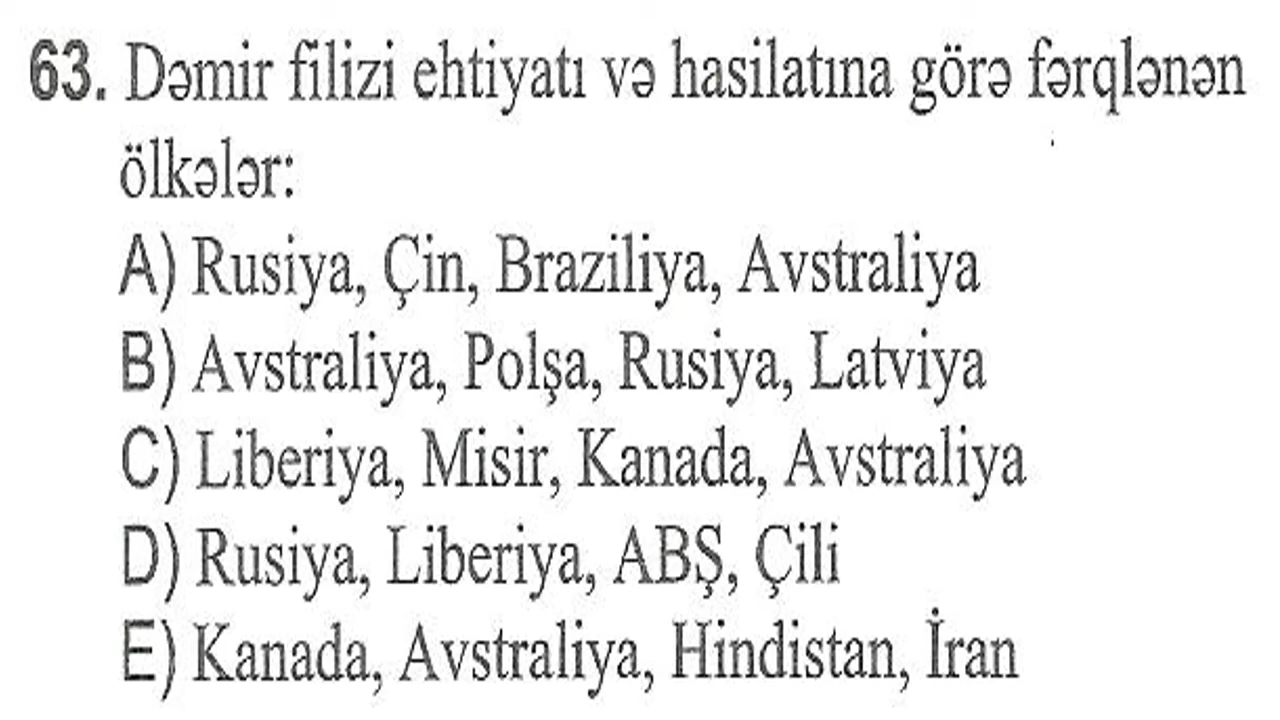 63. Dəmir filizi ehtiyatı və hasilatına görə fərqlənən
ölkələr:
A) Rusiya, Çin, Braziliya, Avstraliya
B) Avstraliya, Polşa, Rusiya, Latviya
C) Liberiya, Misir, Kanada, Avstraliya
D) Rusiya, Liberiya, ABŞ, Çili
E) Kanada, Avstraliya, Hindistan, İran